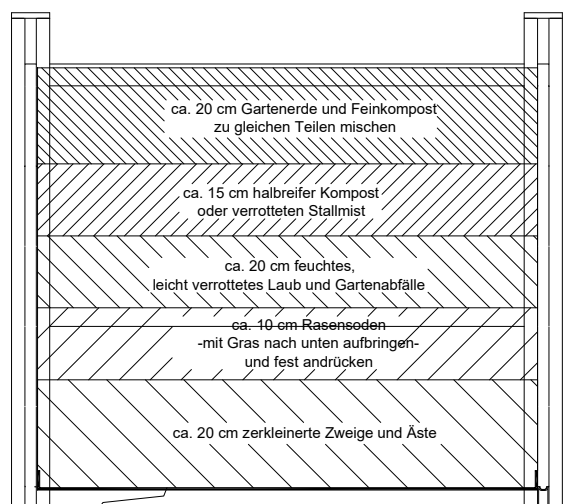 ca. 20 cm Gartenerde und Feinkompost
zu gleichen Teilen mischen
ca. 15 cm halbreifer Kompost
oder verrotteten Stallmist
ca. 20 cm feuchtes,
leicht verrottetes Laub und Gartenabfälle
ca. 10 cm Rasensoden
-mit Gras nach unten aufbringen-
und fest andrücken
ca. 20 cm zerkleinerte Zweige und Äste